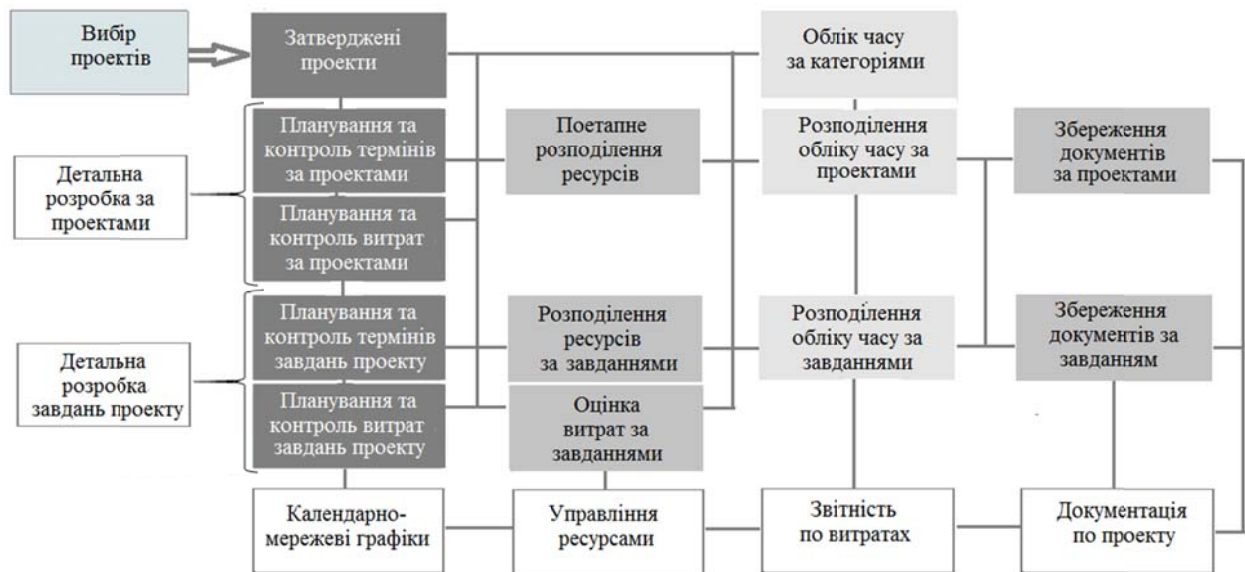 Вибір
проектів
Затверджені
проекти
Облік часу
за категоріями
Детальна
розробка за
проектами
Планування та
контроль термінів
за проектами
Поетапне
розподілення
ресурсів
Розподілення
обліку часу за
проектами
Збереження
документів
за проектами
Планування та
контроль витрат
за проектами
Детальна
розробка
завдань проекту
Планування та
контроль термінів
завдань проекту
Розподілення
ресурсів
за завданнями
Розподілення
обліку часу за
завданнями
Збереження
документів за
завданням
Планування та
контроль витрат
завдань проекту
Оцінка
витрат за
завданнями
Календарно-
мережеві графіки
Управління
ресурсами
Звітність
по витратах
Документація
по проекту